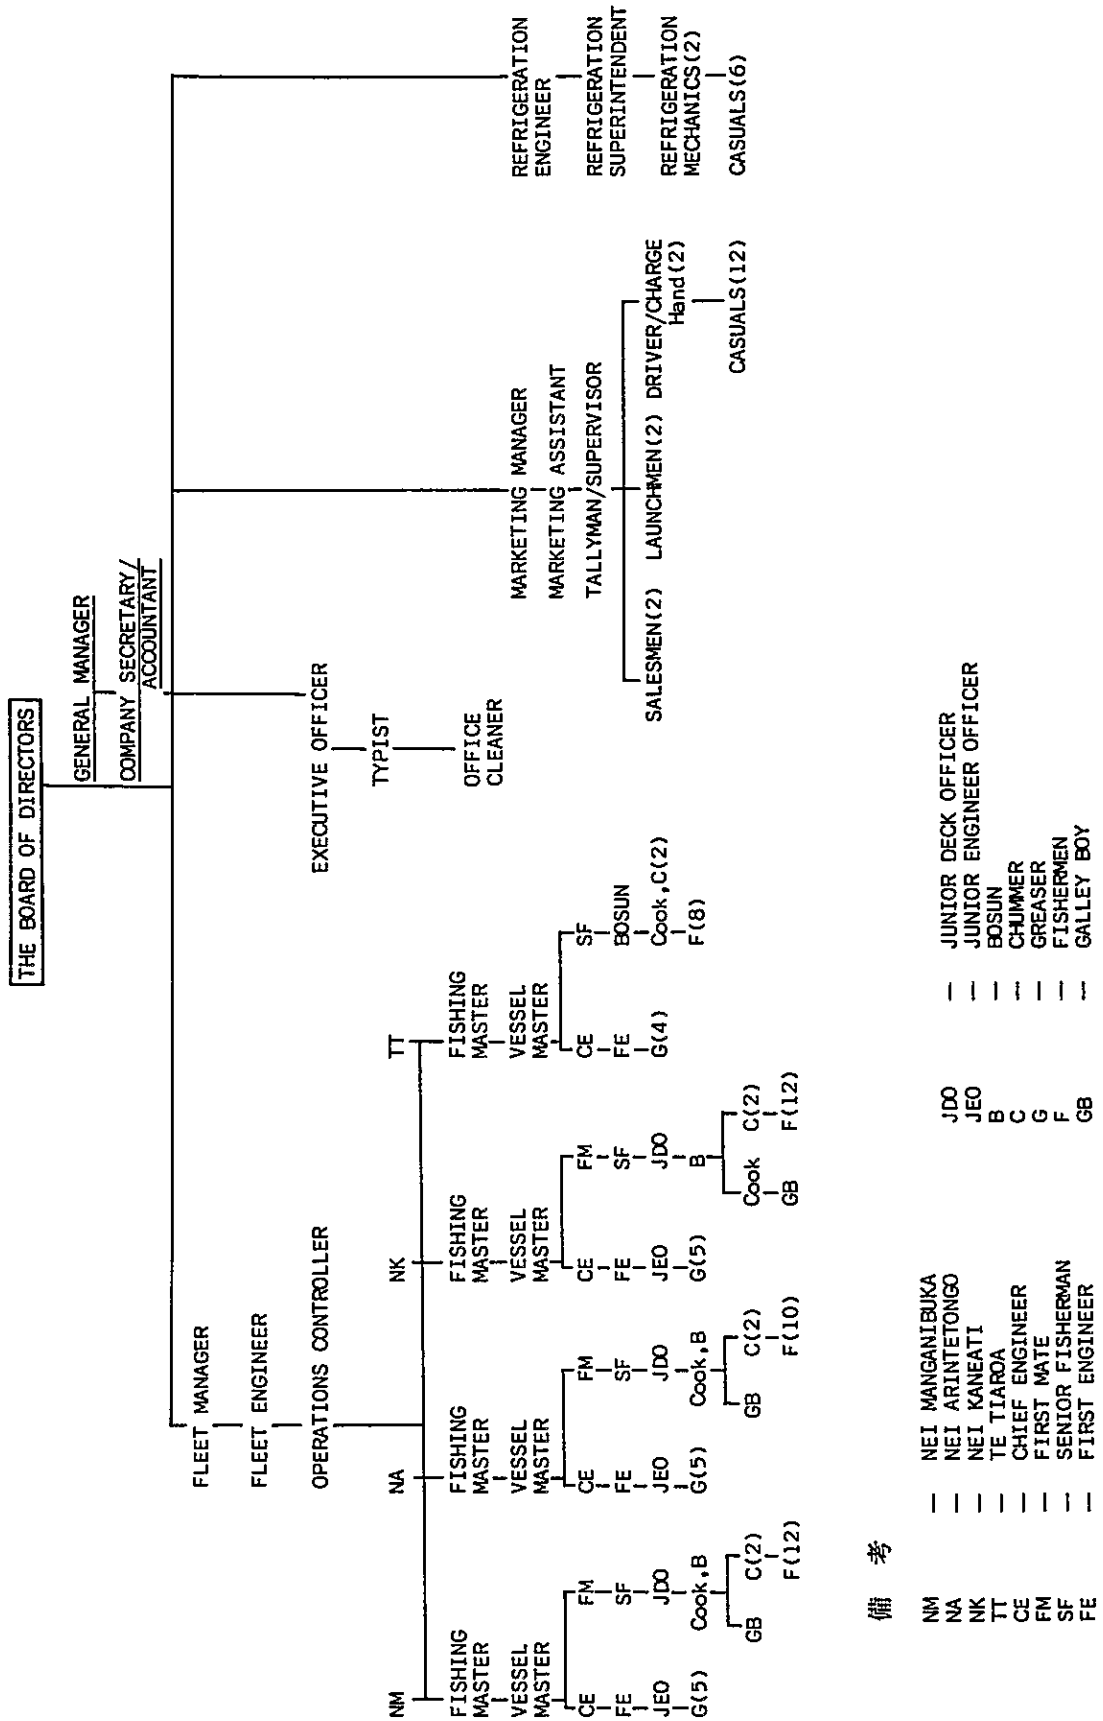 THE BOARD OF DIRECTORS
GENERAL MANAGER
COMPANY SECRETARY/
ACCOUNTANT
FLEET MANAGER
FLEET ENGINEER
OPERATIONS CONTROLLER
NM
FISHING
MASTER
VESSEL
MASTER
CE
FE
JEO
G(5)
FM
SF
JDO
Cook,B
GB
C(2)
F(12)
NA
FISHING
MASTER
VESSEL
MASTER
CE
FE
JEO
G(5)
FM
SF
JDO
Cook,B
GB
C(2)
F(10)
NK
FISHING
MASTER
VESSEL
MASTER
CE
FE
JEO
G(5)
FM
SF
JDO
B
Cook
GB
C(2)
F(12)
TT
FISHING
MASTER
VESSEL
MASTER
CE
FE
G(4)
SF
BOSUN
Cook,C(2)
F(8)
EXECUTIVE OFFICER
TYPIST
OFFICE
CLEANER
MARKETING MANAGER
MARKETING ASSISTANT
TALLYMAN/SUPERVISOR
SALESMEN(2)
LAUNCHMEN(2)
DRIVER/CHARGE
Hand(2)
CASUALS(12)
REFRIGERATION
ENGINEER
REFRIGERATION
SUPERINTENDENT
REFRIGERATION
MECHANICS(2)
CASUALS(6)
備 考
NM — NEI MANGANIBUKA
NA — NEI ARINTETONGO
NK — NEI KANEATI
TT — TE TIAROA
CE — CHIEF ENGINEER
FM — FIRST MATE
SF — SENIOR FISHERMAN
FE — FIRST ENGINEER
JDO — JUNIOR DECK OFFICER
JEO — JUNIOR ENGINEER OFFICER
B — BOSUN
C — CHUMMER
G — GREASER
F — FISHERMEN
GB — GALLEY BOY